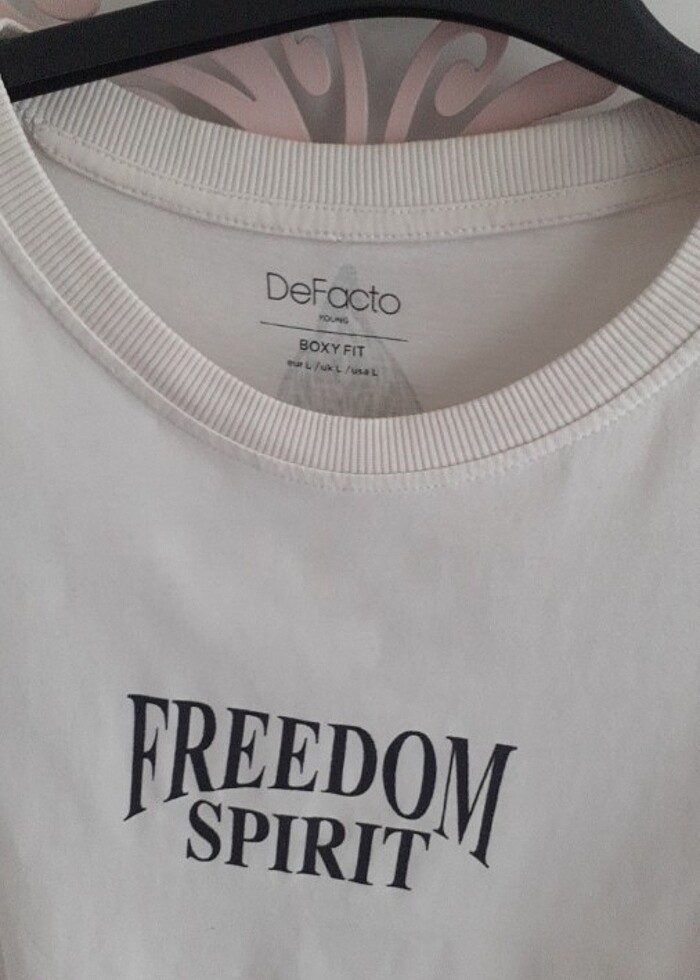 DeFacto
YOUNG
BOXY FIT
eur L / uk L / usa L
FREEDOM
SPIRIT